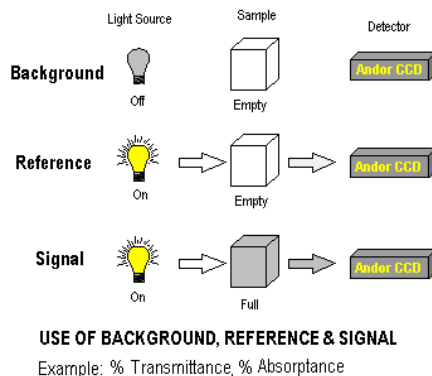 Light Source Sample Detector
Background Andor CCD
Off Empty
Reference Andor CCD
On Empty
Signal Andor CCD
On Full
USE OF BACKGROUND, REFERENCE & SIGNAL
Example: % Transmittance, % Absorptance